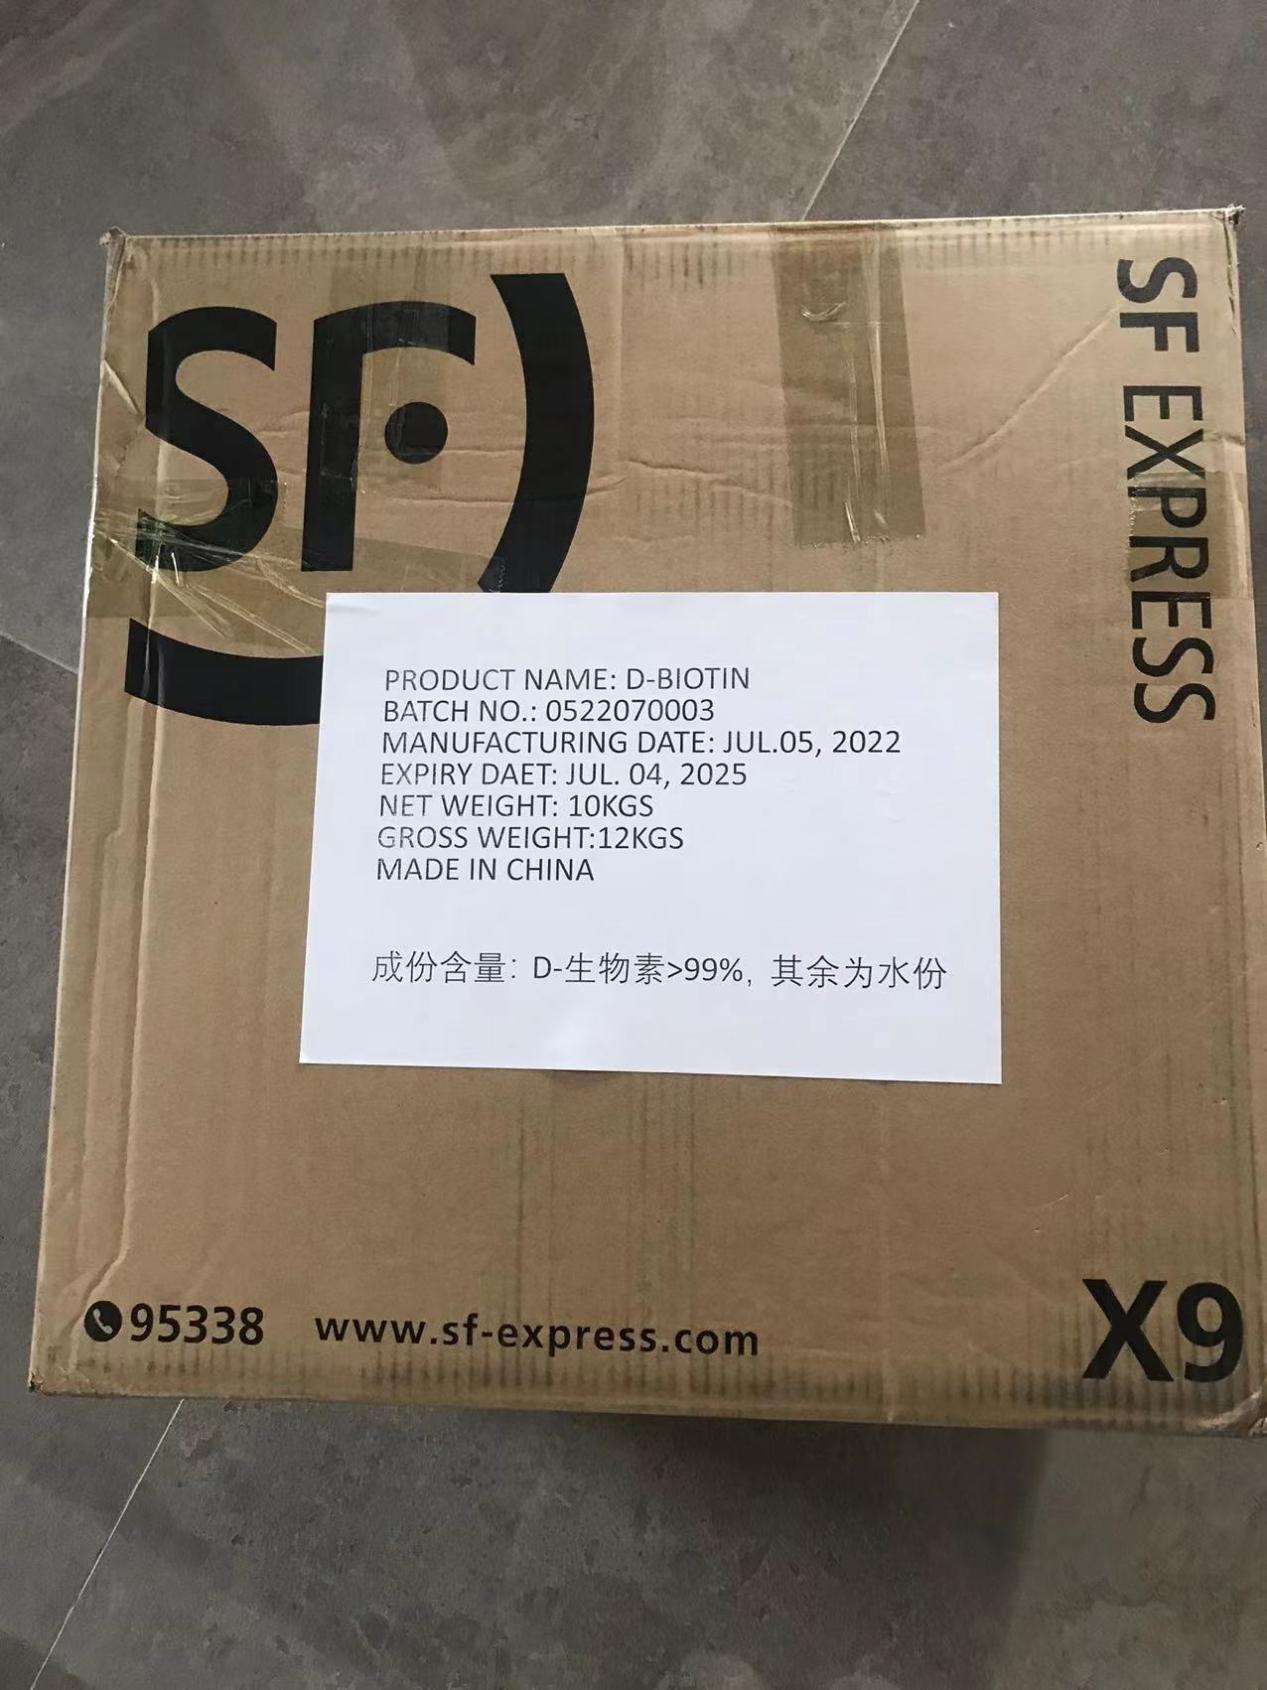 SF
SF EXPRESS
PRODUCT NAME: D-BIOTIN
BATCH NO.: 0522070003
MANUFACTURING DATE: JUL.05, 2022
EXPIRY DAET: JUL. 04, 2025
NET WEIGHT: 10KGS
GROSS WEIGHT:12KGS
MADE IN CHINA
成份含量: D-生物素>99%, 其余为水份
95338 www.sf-express.com
X9